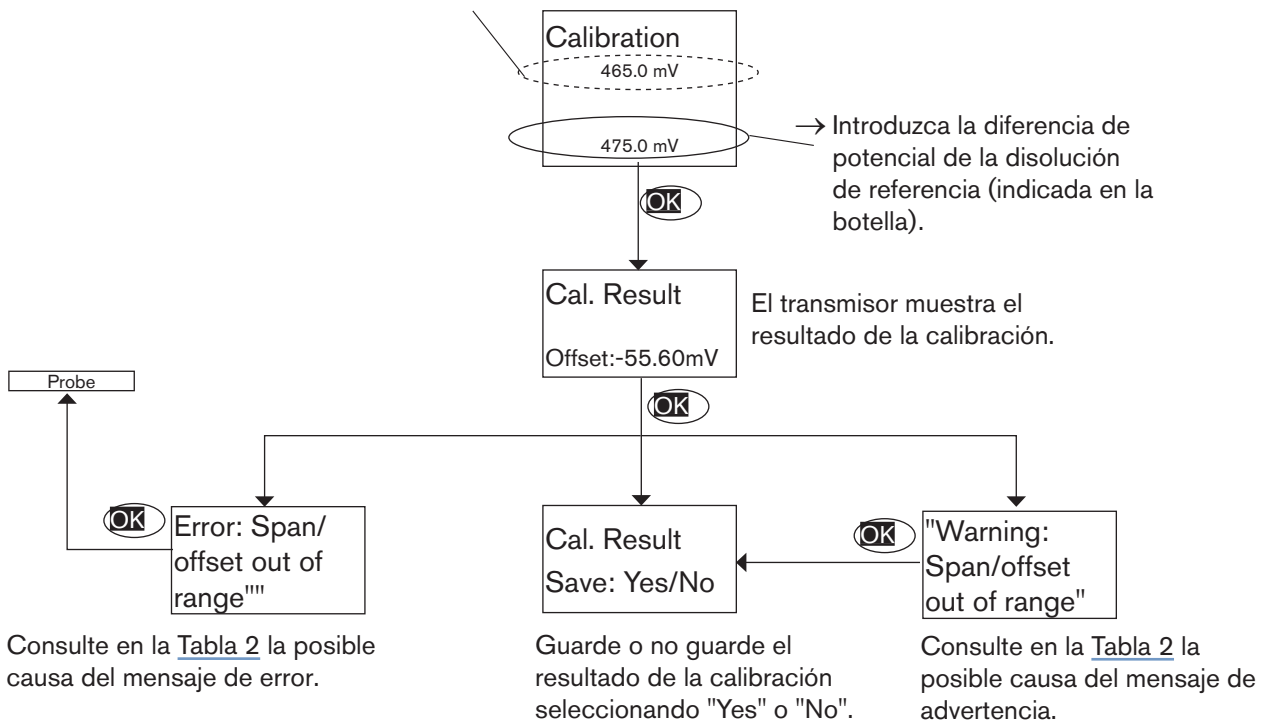 Calibration
465.0 mV
475.0 mV
→ Introduzca la diferencia de
potencial de la disolución
de referencia (indicada en la
botella).
OK
Cal. Result
Offset:-55.60mV
El transmisor muestra el
resultado de la calibración.
OK
Probe
OK
Error: Span/
offset out of
range""
Cal. Result
Save: Yes/No
OK
"Warning:
Span/offset
out of range"
Consulte en la Tabla 2 la posible
causa del mensaje de error.
Guarde o no guarde el
resultado de la calibración
seleccionando "Yes" o "No".
Consulte en la Tabla 2 la
posible causa del mensaje de
advertencia.